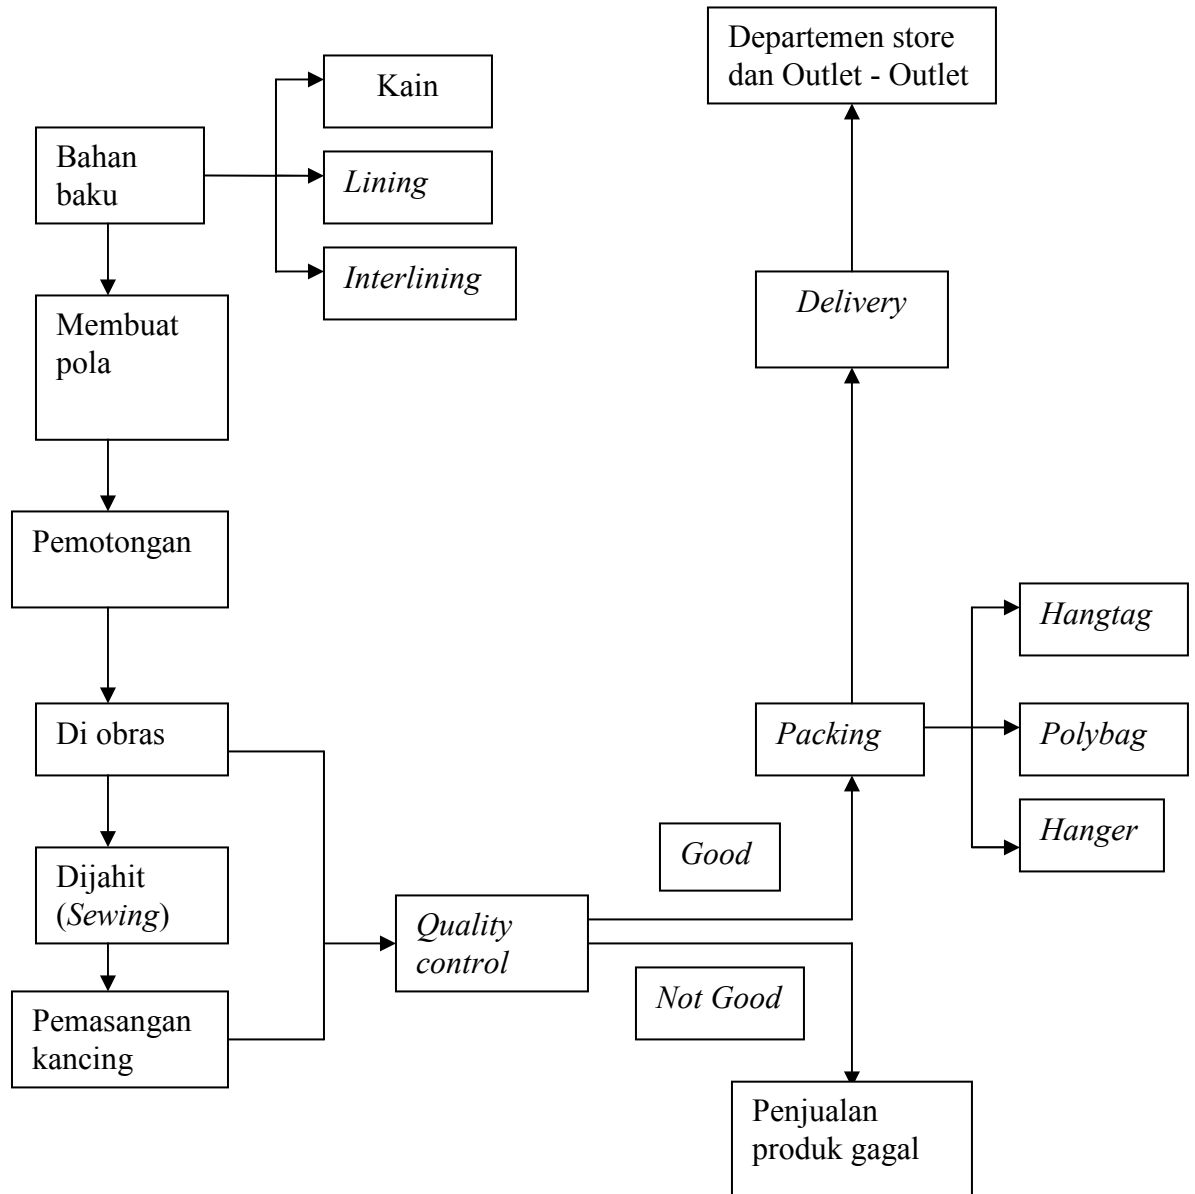 Departemen store
dan Outlet - Outlet
Kain
Bahan
baku
Lining
Interlining
Membuat
pola
Delivery
Pemotongan
Hangtag
Di obras
Packing
Polybag
Good
Hanger
Dijahit
(Sewing)
Quality
control
Not Good
Pemasangan
kancing
Penjualan
produk gagal